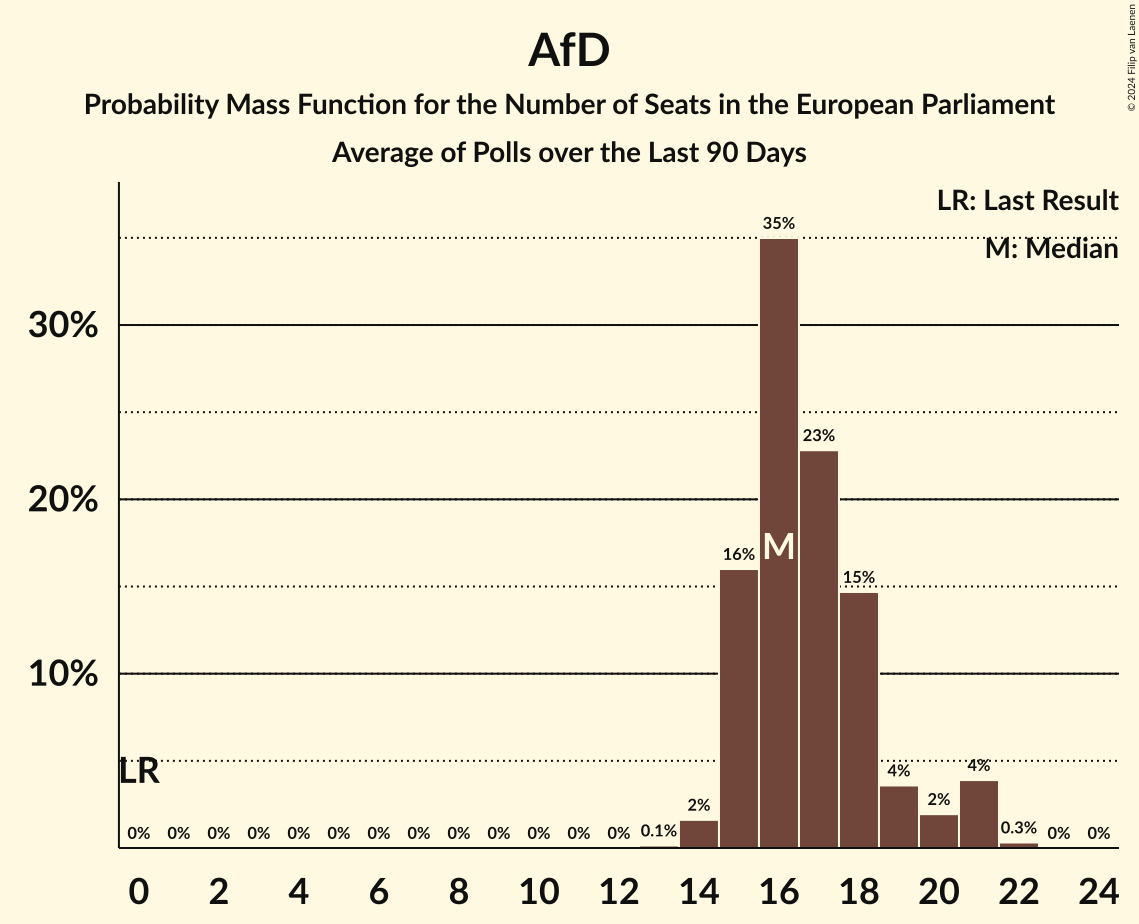 AfD
Probability Mass Function for the Number of Seats in the European Parliament
Average of Polls over the Last 90 Days
© 2024 Filip van Laenen
LR: Last Result
M: Median
30%
20%
10%
LR
M
0% 0% 0% 0% 0% 0% 0% 0% 0% 0% 0% 0% 0% 0.1% 2% 16% 35% 23% 15% 4% 2% 4% 0.3% 0% 0%
0 2 4 6 8 10 12 14 16 18 20 22 24